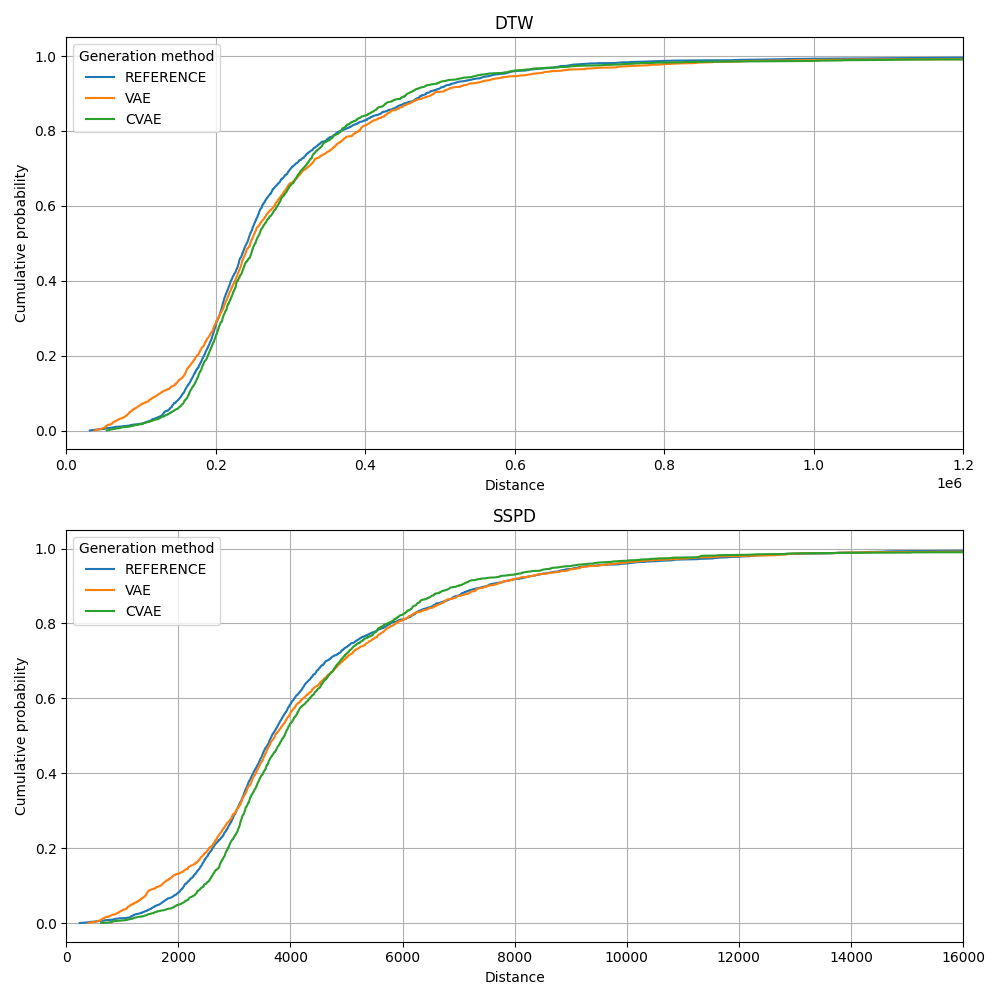 DTW
Generation method
REFERENCE
VAE
CVAE
Cumulative probability
1.0
0.8
0.6
0.4
0.2
0.0
0.0 0.2 0.4 0.6 0.8 1.0 1.2
Distance
1e6
SSPD
Generation method
REFERENCE
VAE
CVAE
Cumulative probability
1.0
0.8
0.6
0.4
0.2
0.0
0 2000 4000 6000 8000 10000 12000 14000 16000
Distance